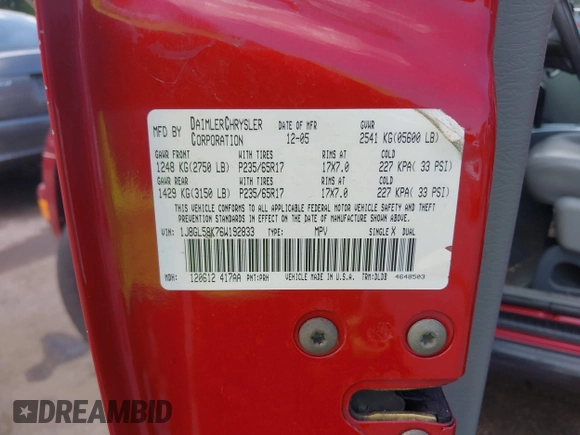 MFD BY DAIMLERCHRYSLER CORPORATION DATE OF MFR 12-05 GVWR 2541 KG(05600 LB)
GAWR FRONT WITH TIRES RIMS AT COLD
1248 KG(2750 LB) P235/65R17 17X7.0 227 KPA( 33 PSI)
GAWR REAR WITH TIRES RIMS AT COLD
1429 KG(3150 LB) P235/65R17 17X7.0 227 KPA( 33 PSI)
THIS VEHICLE CONFORMS TO ALL APPLICABLE FEDERAL MOTOR VEHICLE SAFETY AND THEFT
PREVENTION STANDARDS IN EFFECT ON THE DATE OF MANUFACTURE SHOWN ABOVE.
VIN: 1J8GL58K76W192833 TYPE: MPV SINGLE X DUAL
MDH: 120612 417AA PNT:PRH VEHICLE MADE IN U.S.A. TRM:DLDB 4648503
DREAMBID